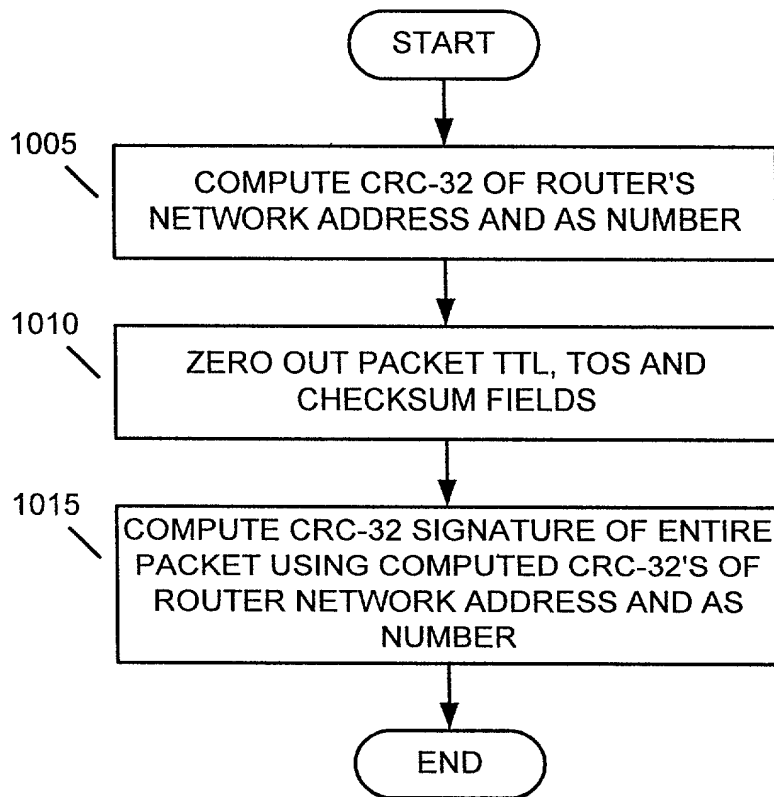 START
1005
COMPUTE CRC-32 OF ROUTER'S
NETWORK ADDRESS AND AS NUMBER
1010
ZERO OUT PACKET TTL, TOS AND
CHECKSUM FIELDS
1015
COMPUTE CRC-32 SIGNATURE OF ENTIRE
PACKET USING COMPUTED CRC-32'S OF
ROUTER NETWORK ADDRESS AND AS
NUMBER
END